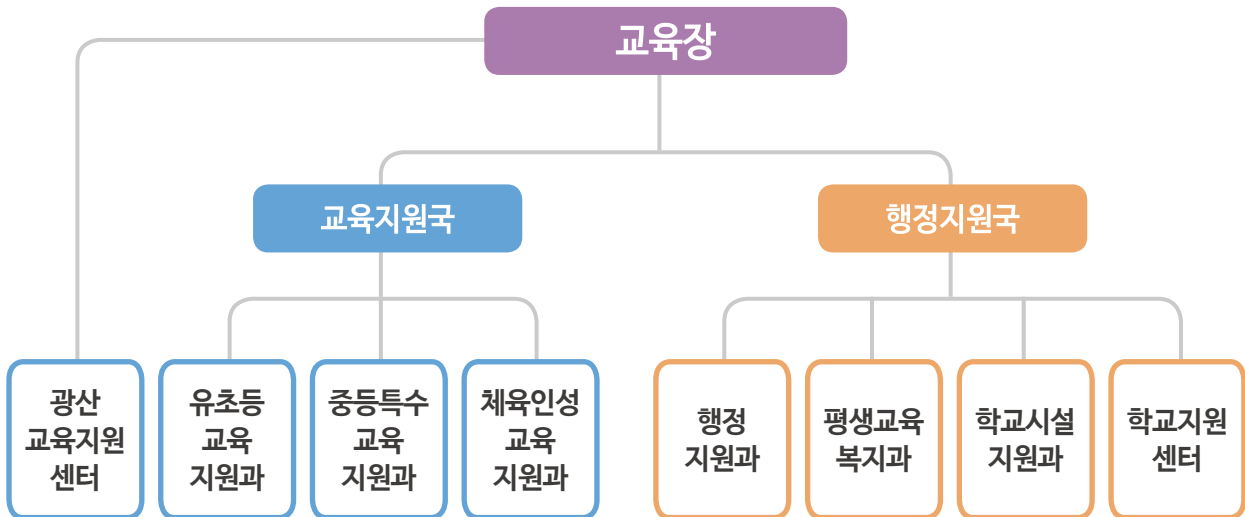 교육장
교육지원국
행정지원국
광산
교육지원
센터
유초등
교육
지원과
중등특수
교육
지원과
체육인성
교육
지원과
행정
지원과
평생교육
복지과
학교시설
지원과
학교지원
센터